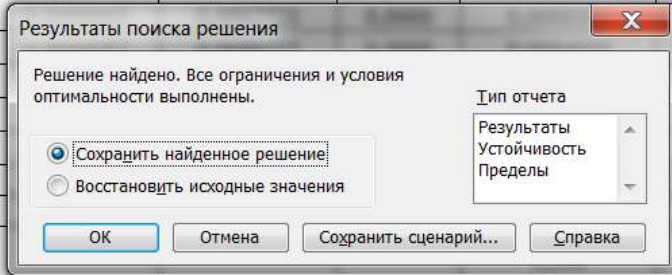 Результаты поиска решения
Решение найдено. Все ограничения и условия
оптимальности выполнены.
Тип отчета
Результаты
Устойчивость
Пределы
Сохранить найденное решение
Восстановить исходные значения
ОК
Отмена
Сохранить сценарий...
Справка